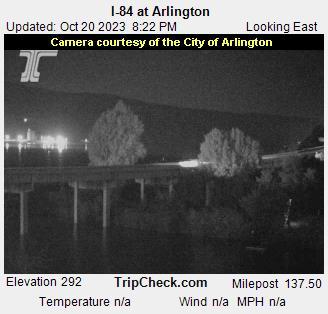 I-84 at Arlington
Updated: Oct 20 2023 8:22 PM Looking East
Camera courtesy of the City of Arlington
Elevation 292 TripCheck.com Milepost 137.50
Temperature n/a Wind n/a MPH n/a